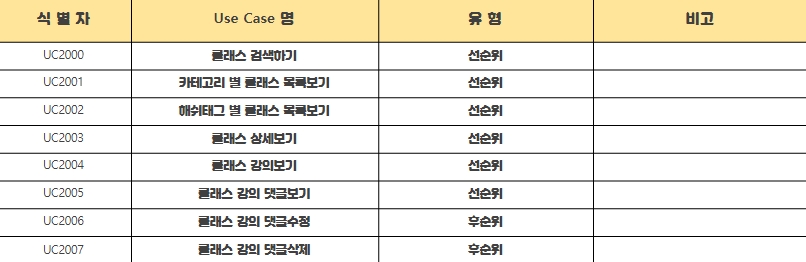 식 별 자 Use Case 명 유 형 비고
UC2000 클래스 검색하기 선순위
UC2001 카테고리 별 클래스 목록보기 선순위
UC2002 해쉬태그 별 클래스 목록보기 선순위
UC2003 클래스 상세보기 선순위
UC2004 클래스 강의보기 선순위
UC2005 클래스 강의 댓글보기 선순위
UC2006 클래스 강의 댓글수정 후순위
UC2007 클래스 강의 댓글삭제 후순위